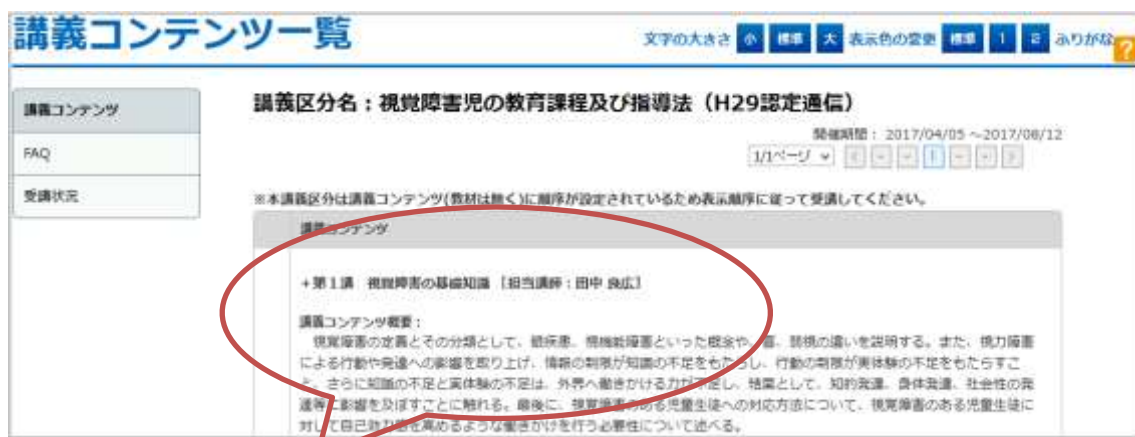 講義コンテンツ一覧
文字の大きさ 小 標準 大 表示色の変更 標準 1 2 ふりがな ?
講義コンテンツ
FAQ
受講状況
講義区分名：視覚障害児の教育課程及び指導法（H29認定通信）
開催期間： 2017/04/05 ～2017/08/12
1/1ページ 1
※本講義区分は講義コンテンツ(教材は無く)に順序が設定されているため表示順序に従って受講してください。
講義コンテンツ
+第１講 視覚障害の基礎知識 [担当講師：田中 良広]
講義コンテンツ概要：
視覚障害の定義とその分類として、眼疾患、視機能障害といった概念や、盲、弱視の違いを説明する。また、視力障害
による行動や発達への影響を取り上げ、情報の制限が知識の不足をもたらし、行動の制限が実体験の不足をもたらすこ
と、さらに知識の不足と実体験の不足は、外界へ働きかける力が不足し、結果として、知的発達、身体発達、社会性の発
達等に影響を及ぼすことに触れる。最後に、視覚障害のある児童生徒への対応方法について、視覚障害のある児童生徒に
対して自己効力感を高めるような働きかけを行う必要性について述べる。